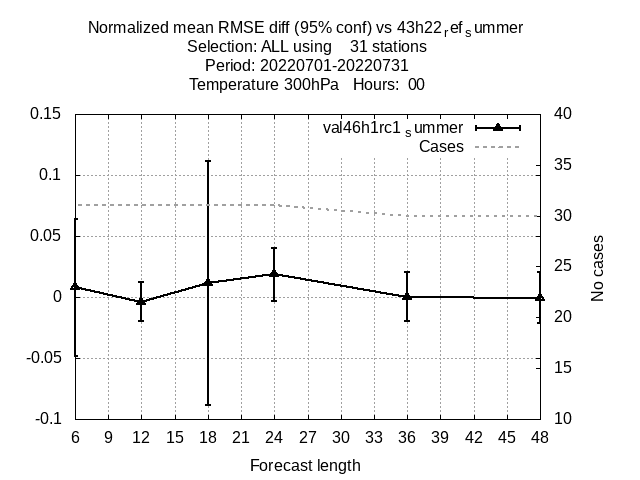 Normalized mean RMSE diff (95% conf) vs 43h22refsummer
Selection: ALL using 31 stations
Period: 20220701-20220731
Temperature 300hPa Hours: 00
val46h1rc1summer
Cases
0.15
0.1
0.05
0
-0.05
-0.1
40
35
30
25
20
15
10
No cases
6 9 12 15 18 21 24 27 30 33 36 39 42 45 48
Forecast length